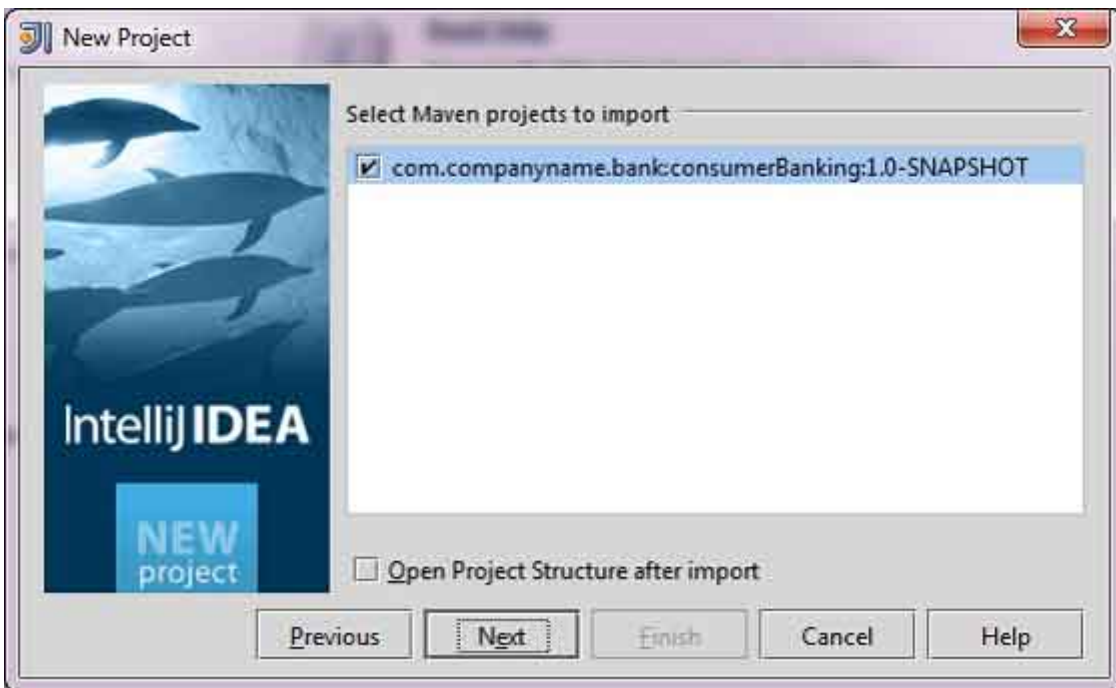 New Project
Select Maven projects to import
com.companyname.bank:consumerBanking:1.0-SNAPSHOT
IntelliJ IDEA
NEW
project
Open Project Structure after import
Previous
Next
Finish
Cancel
Help